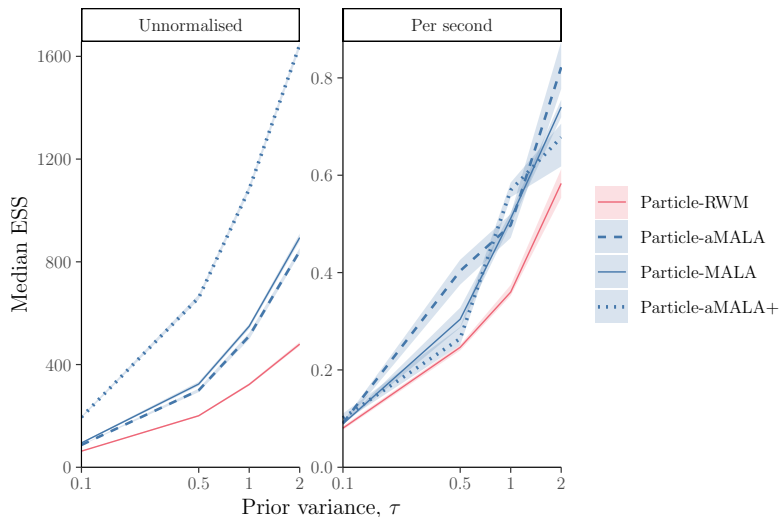 Unnormalised
Per second
Median ESS
1600
1200
800
400
0
0.8
0.6
0.4
0.2
0.0
0.1
0.5
1
2
0.1
0.5
1
2
Prior variance, τ
Particle-RWM
Particle-aMALA
Particle-MALA
Particle-aMALA+